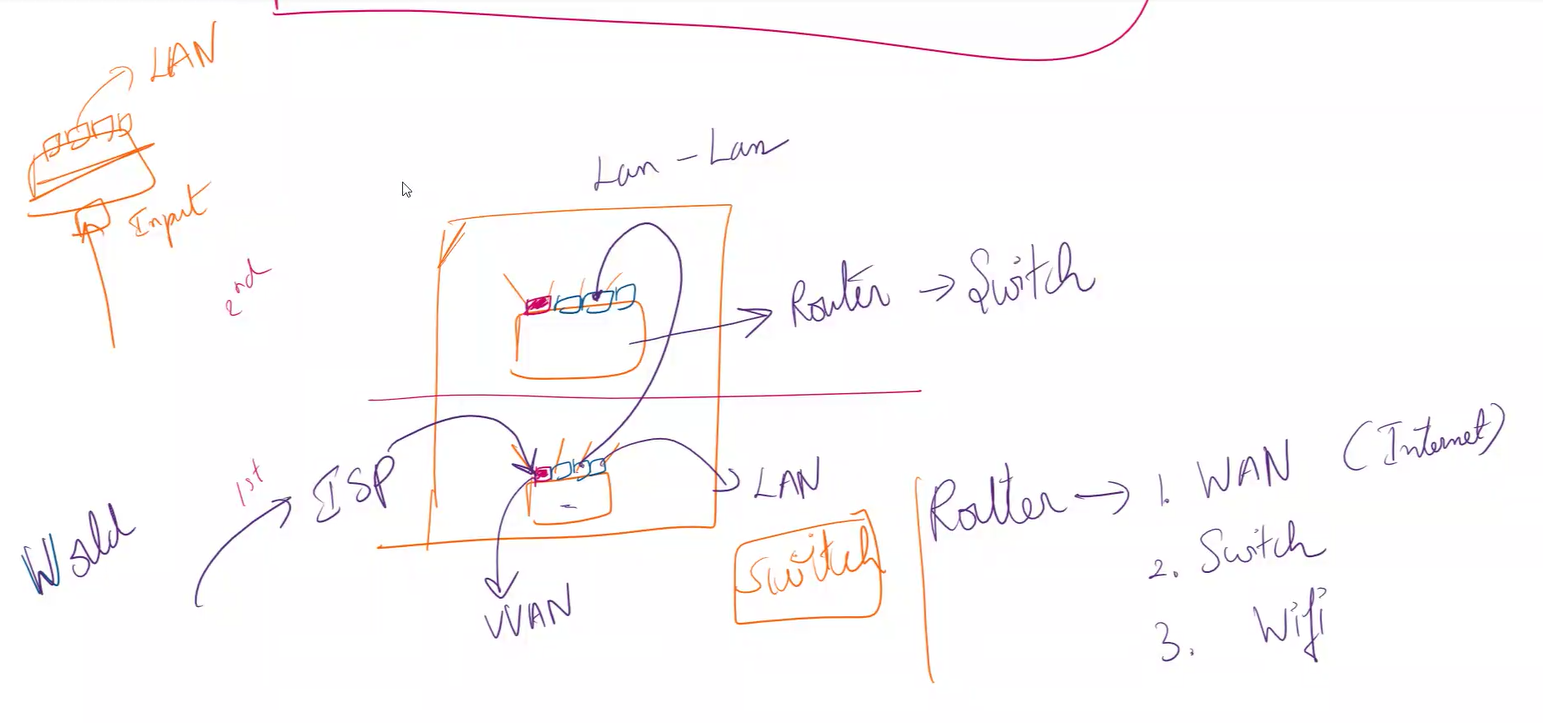 LAN
Input
Lan - Lan
2nd
Router → Switch
1st
World
ISP
LAN
WAN
Switch
Roltter → 1. WAN (Internet)
2. Switch
3. Wifi